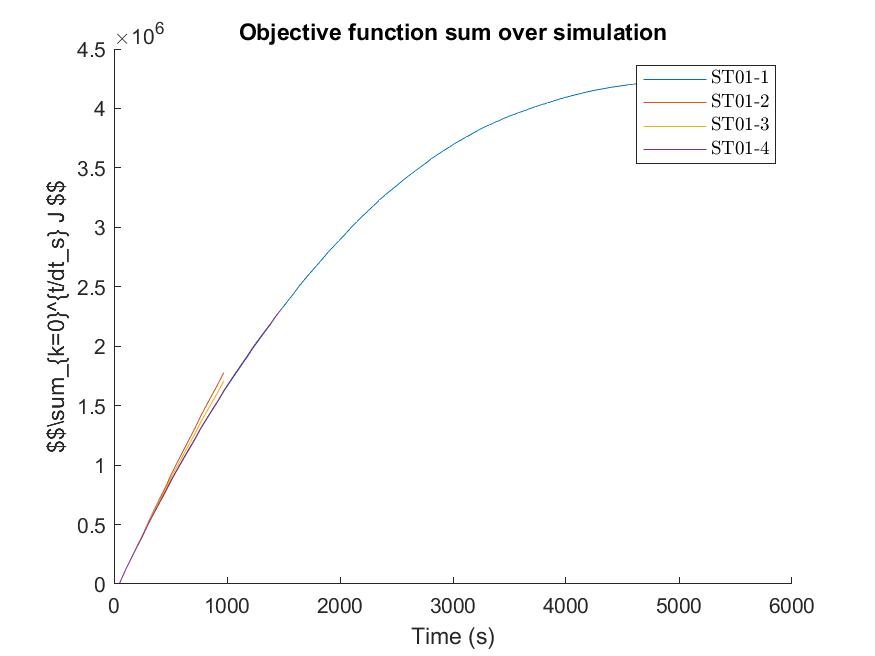 Objective function sum over simulation
×10^6
4.5
4
3.5
3
2.5
2
1.5
1
0.5
0
$$\sum_{k=0}^{t/dt_s} J $$
ST01-1
ST01-2
ST01-3
ST01-4
0 1000 2000 3000 4000 5000 6000
Time (s)